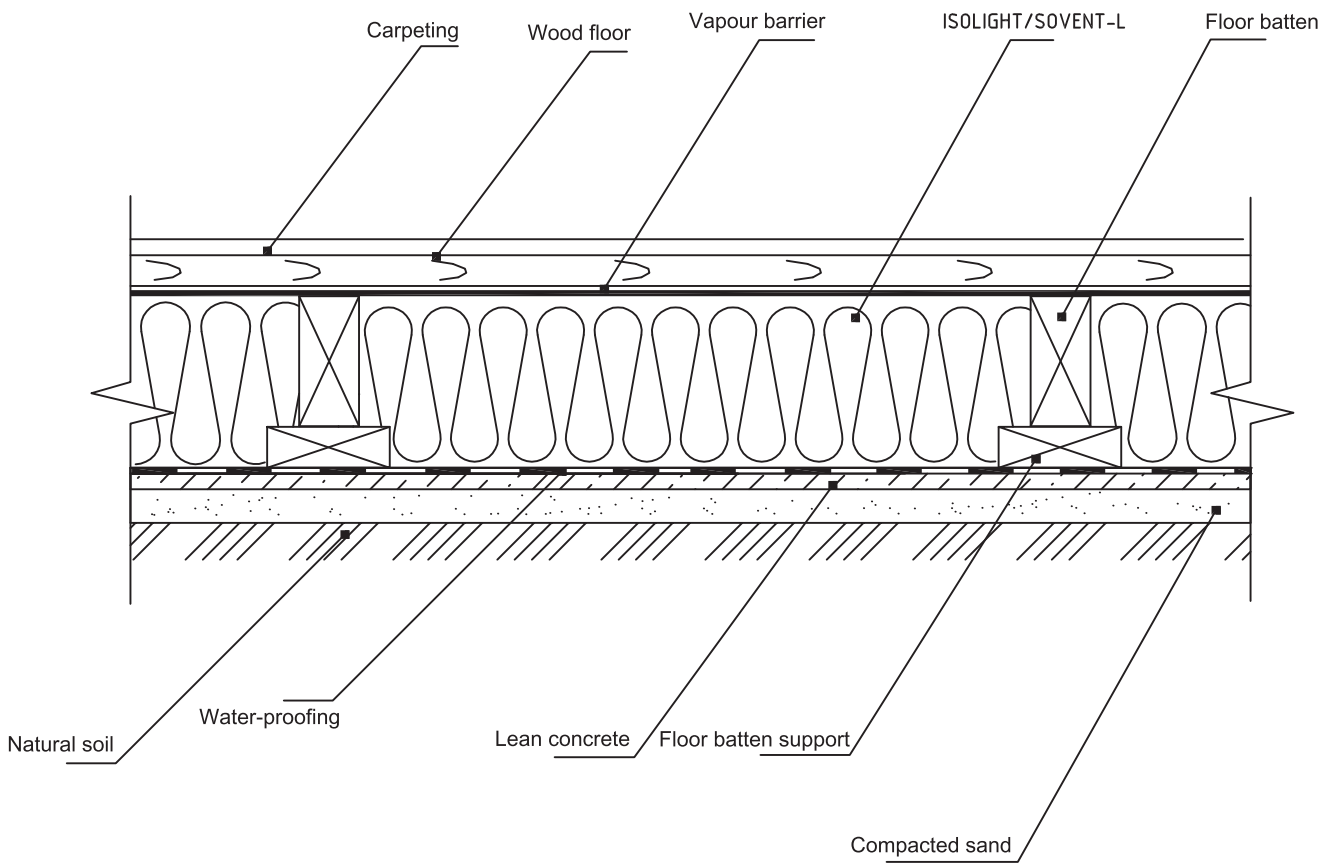 Carpeting
Wood floor
Vapour barrier
ISOLIGHT/SOVENT-L
Floor batten
Water-proofing
Natural soil
Lean concrete
Floor batten support
Compacted sand